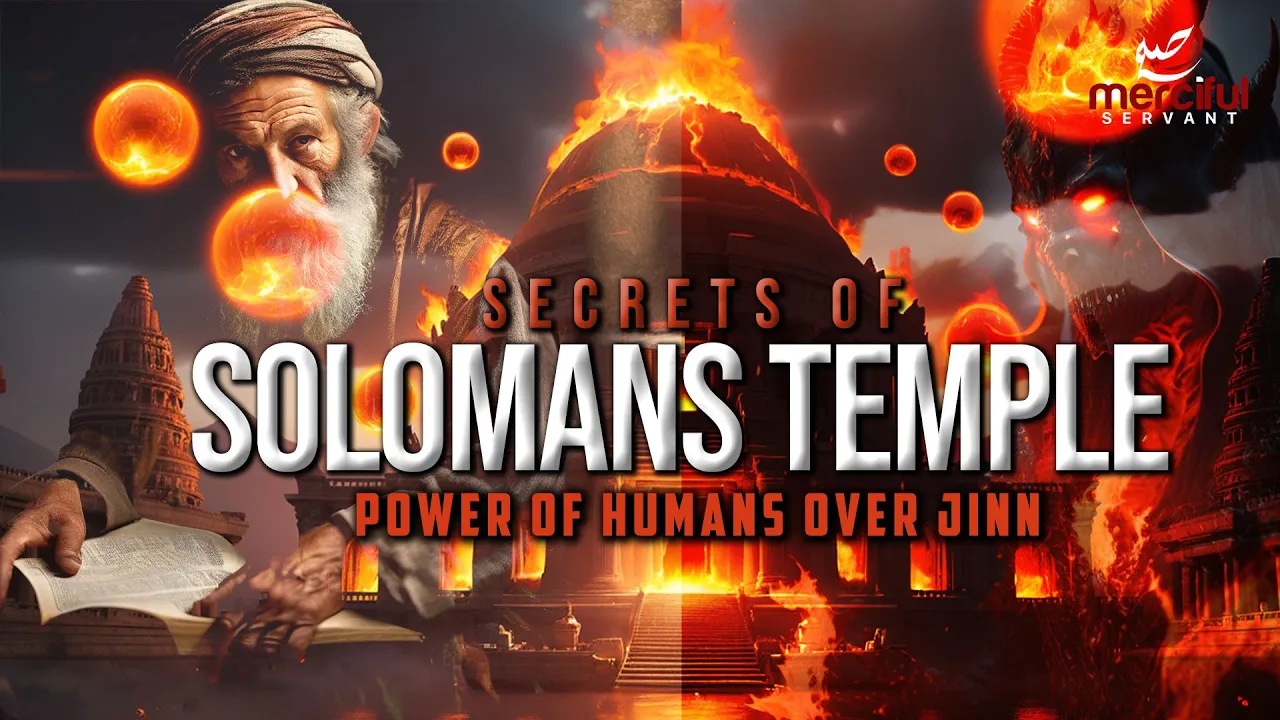 merciful
SERVANT
SECRETS OF
SOLOMANS TEMPLE
POWER OF HUMANS OVER JINN